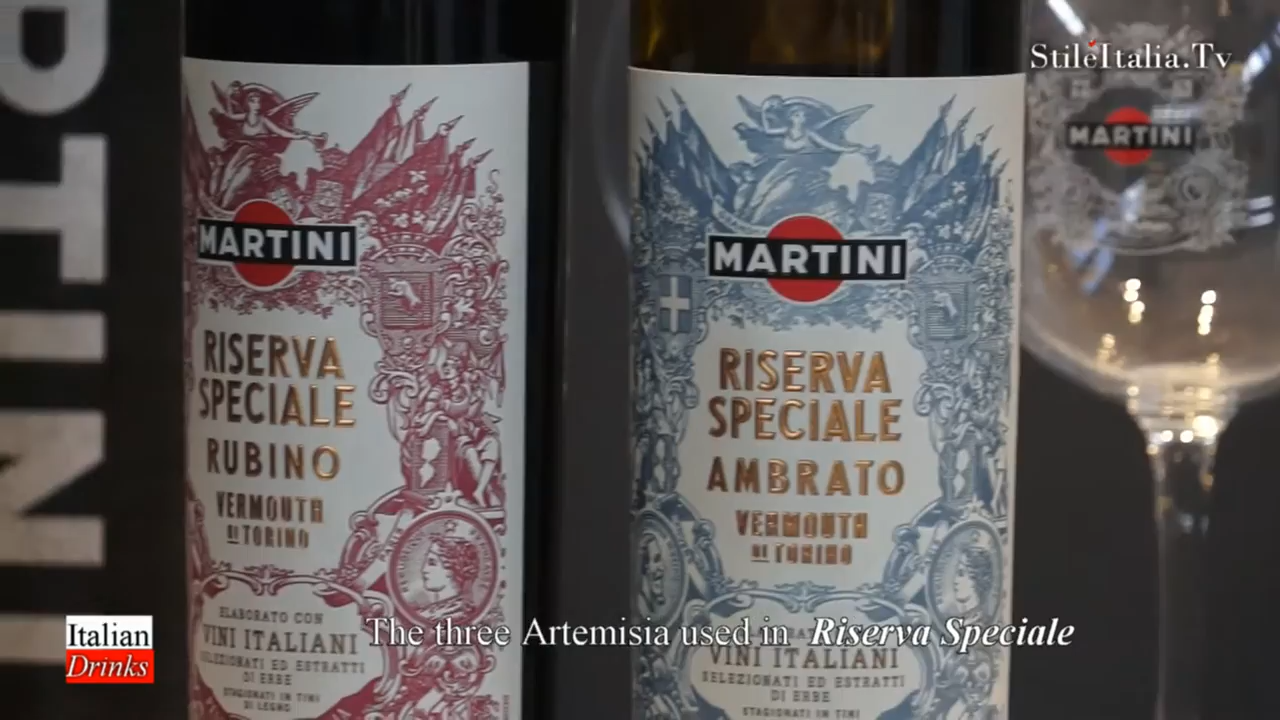 StileItalia.Tv
MARTINI
MARTINI
RISERVA
SPECIALE
RUBINO
VERMOUTH
DI TORINO
ELABORATO CON
VINI ITALIANI
SELEZIONATI ED ESTRATTI
DI ERBE
STAGIONATI IN TINI
DI LEGNO
MARTINI
RISERVA
SPECIALE
AMBRATO
VERMOUTH
DI TORINO
VINI ITALIANI
SELEZIONATI ED ESTRATTI
DI ERBE
STAGIONATI IN TINI
The three Artemisia used in Riserva Speciale
Italian
Drinks